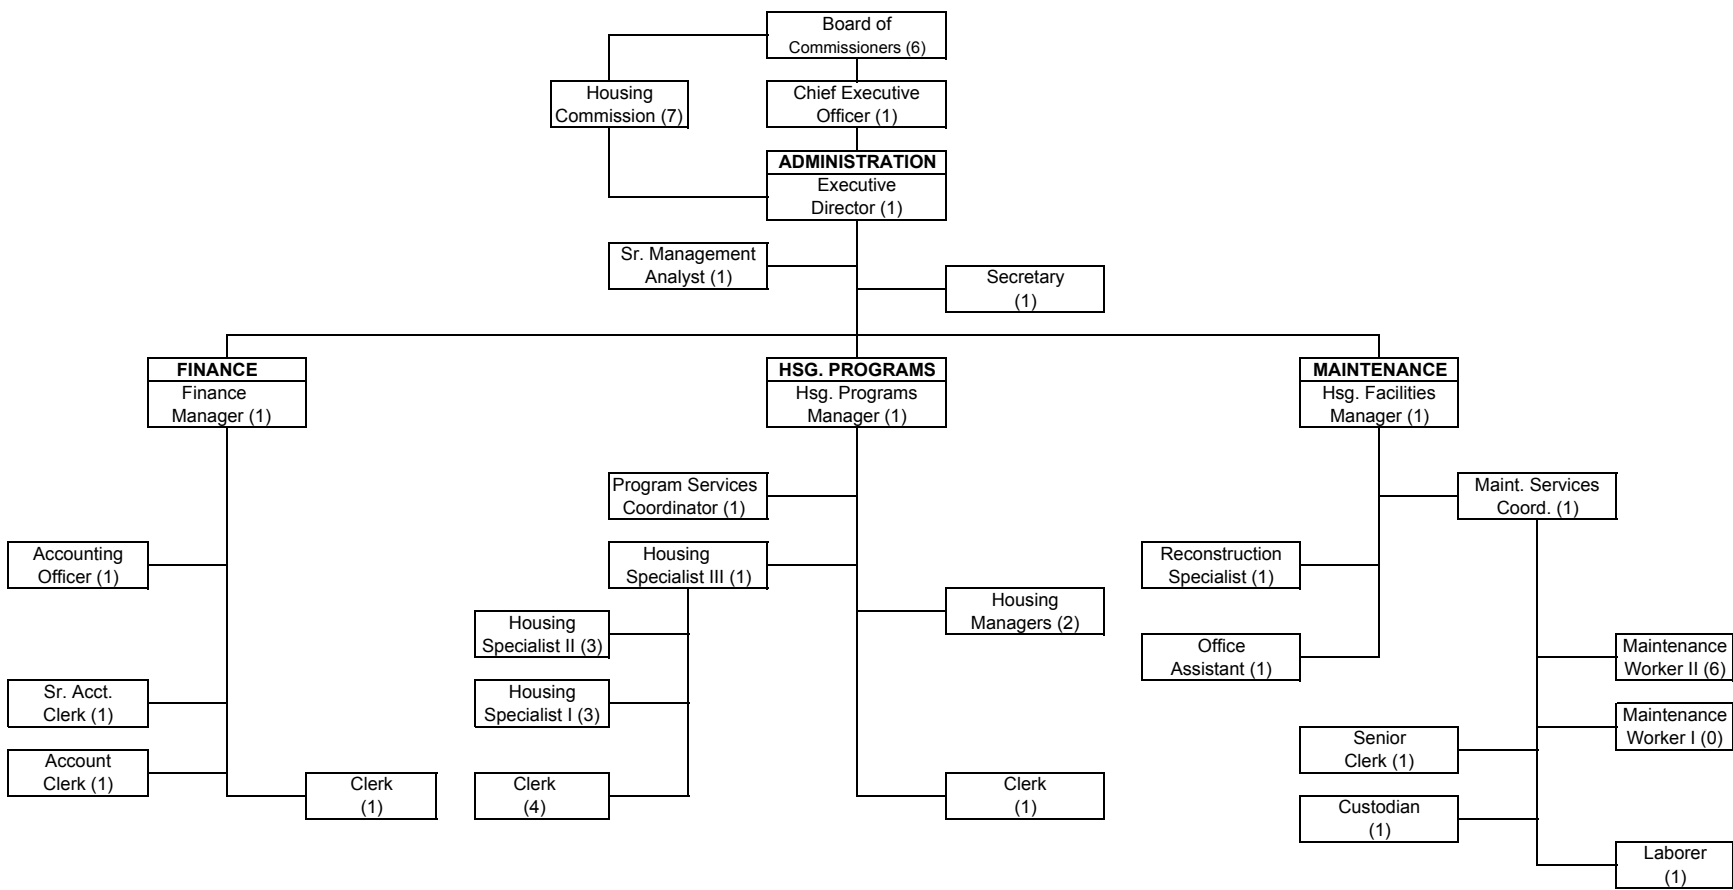 Board of
Commissioners (6)
Housing
Commission (7)
Chief Executive
Officer (1)
ADMINISTRATION
Executive
Director (1)
Sr. Management
Analyst (1)
Secretary
(1)
FINANCE
Finance
Manager (1)
HSG. PROGRAMS
Hsg. Programs
Manager (1)
MAINTENANCE
Hsg. Facilities
Manager (1)
Accounting
Officer (1)
Sr. Acct.
Clerk (1)
Account
Clerk (1)
Clerk
(1)
Program Services
Coordinator (1)
Housing
Specialist III (1)
Housing
Specialist II (3)
Housing
Specialist I (3)
Clerk
(4)
Housing
Managers (2)
Clerk
(1)
Maint. Services
Coord. (1)
Reconstruction
Specialist (1)
Office
Assistant (1)
Maintenance
Worker II (6)
Maintenance
Worker I (0)
Senior
Clerk (1)
Custodian
(1)
Laborer
(1)